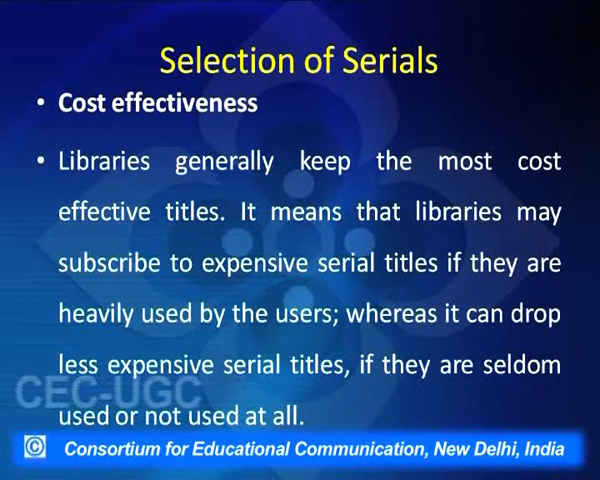 Selection of Serials
• Cost effectiveness
• Libraries generally keep the most cost
effective titles. It means that libraries may
subscribe to expensive serial titles if they are
heavily used by the users; whereas it can drop
less expensive serial titles, if they are seldom
used or not used at all.
CEC-UGC
© Consortium for Educational Communication, New Delhi, India